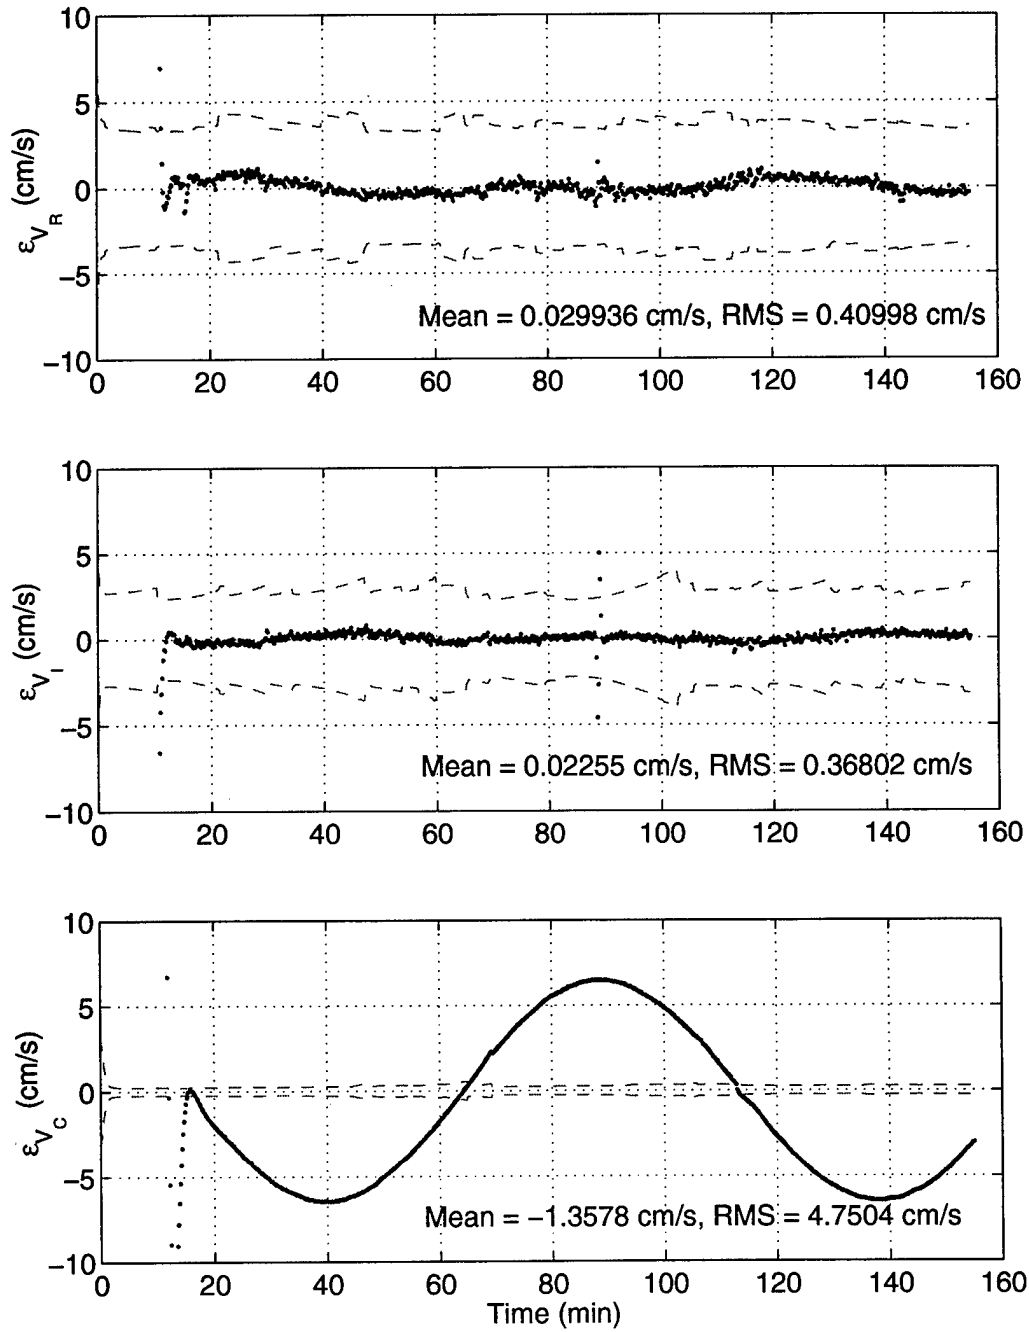 10
5
0
−5
−10
ε_{V_R} (cm/s)
Mean = 0.029936 cm/s, RMS = 0.40998 cm/s
0 20 40 60 80 100 120 140 160
10
5
0
−5
−10
ε_{V_I} (cm/s)
Mean = 0.02255 cm/s, RMS = 0.36802 cm/s
0 20 40 60 80 100 120 140 160
10
5
0
−5
−10
ε_{V_C} (cm/s)
Mean = −1.3578 cm/s, RMS = 4.7504 cm/s
0 20 40 60 80 100 120 140 160
Time (min)